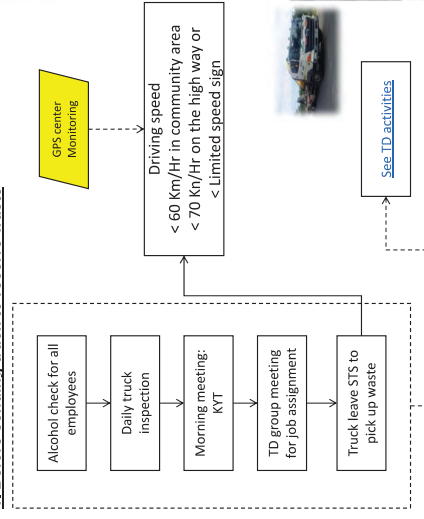 GPS center
Monitoring
Driving speed
< 60 Km/Hr in community area
< 70 Kn/Hr on the high way or
< Limited speed sign
See TD activities
Alcohol check for all
employees
Daily truck
inspection
Morning meeting:
KYT
TD group meeting
for job assignment
Truck leave STS to
pick up waste